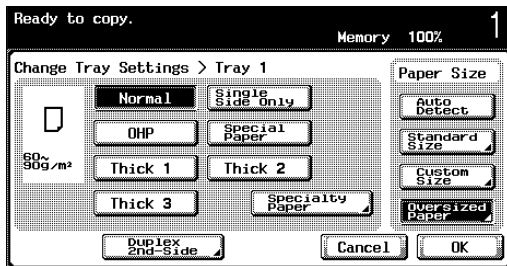 Ready to copy.
Memory 100% 1
Change Tray Settings > Tray 1
Paper Size
Normal
Single
Side Only
Auto
Detect
OHP
Special
Paper
Standard
Size
60~
90g/m²
Thick 1
Thick 2
Custom
Size
Thick 3
Specialty
Paper
Oversized
Paper
Duplex
2nd-Side
Cancel
OK